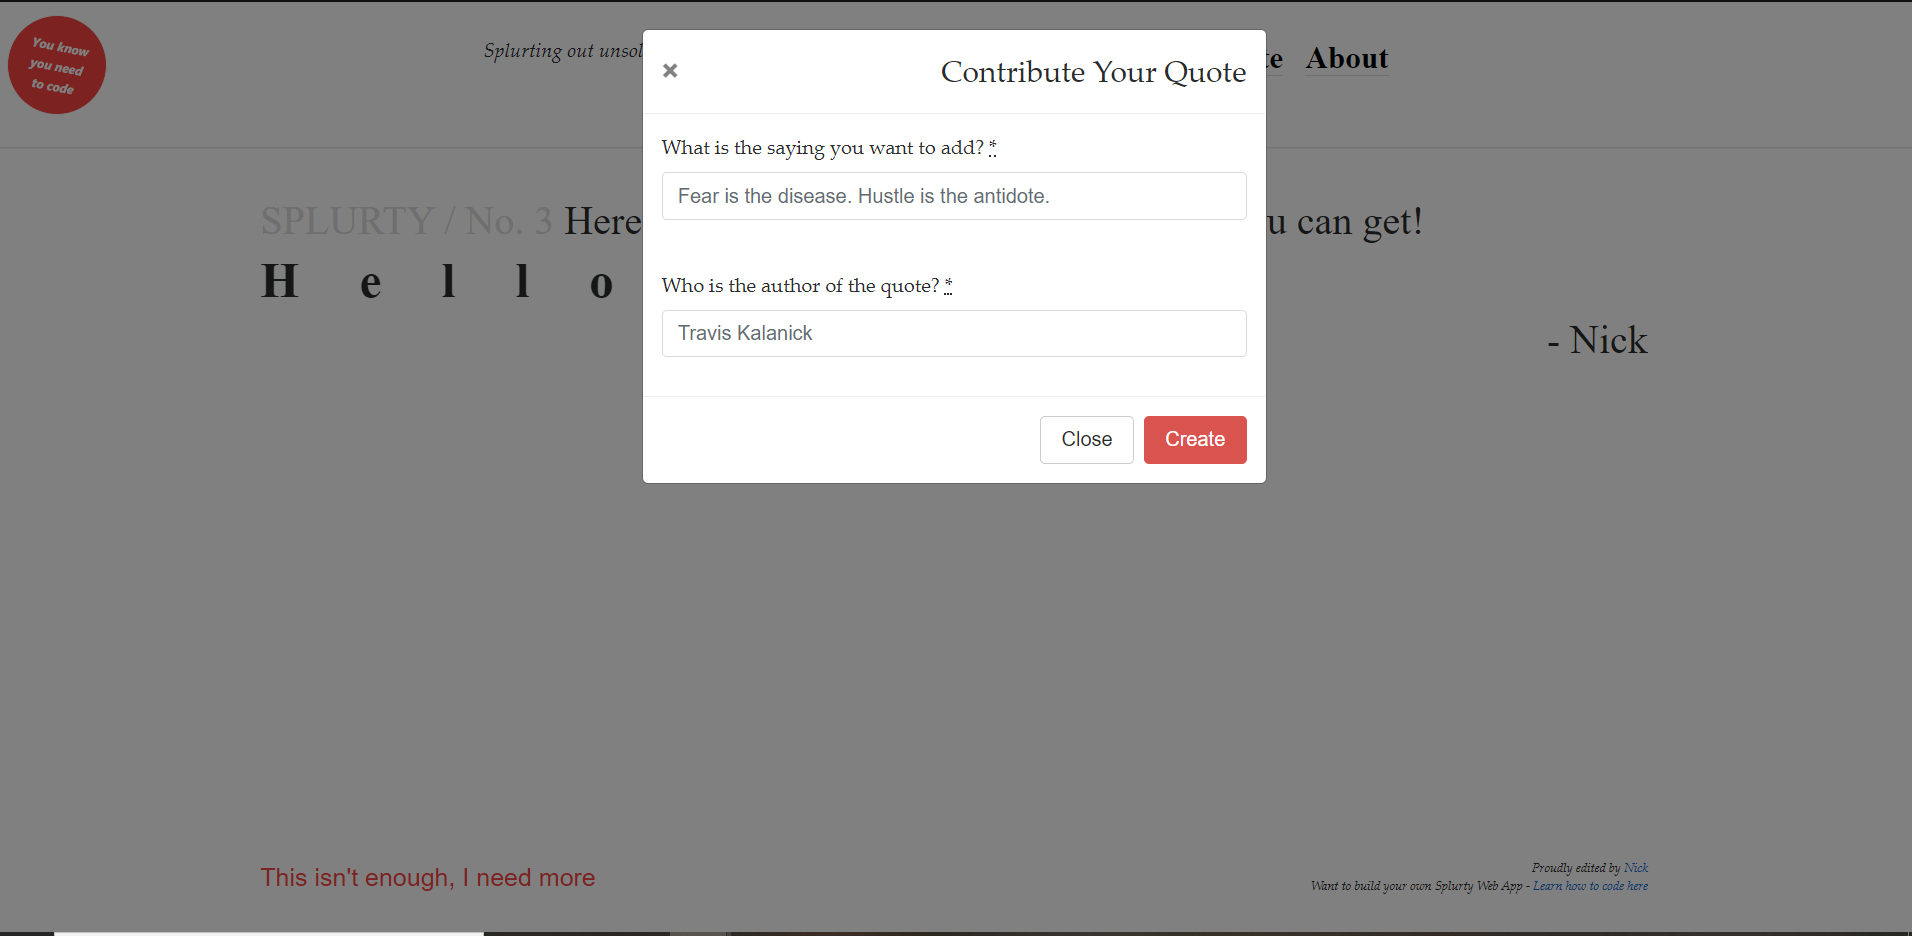 You know
you need
to code
Splurting out unsol
te About
× Contribute Your Quote
What is the saying you want to add? *
Fear is the disease. Hustle is the antidote.
Who is the author of the quote? *
Travis Kalanick
Close Create
SPLURTY / No. 3 Here u can get!
H e l l o
- Nick
This isn't enough, I need more
Proudly edited by Nick
Want to build your own Splurty Web App - Learn how to code here